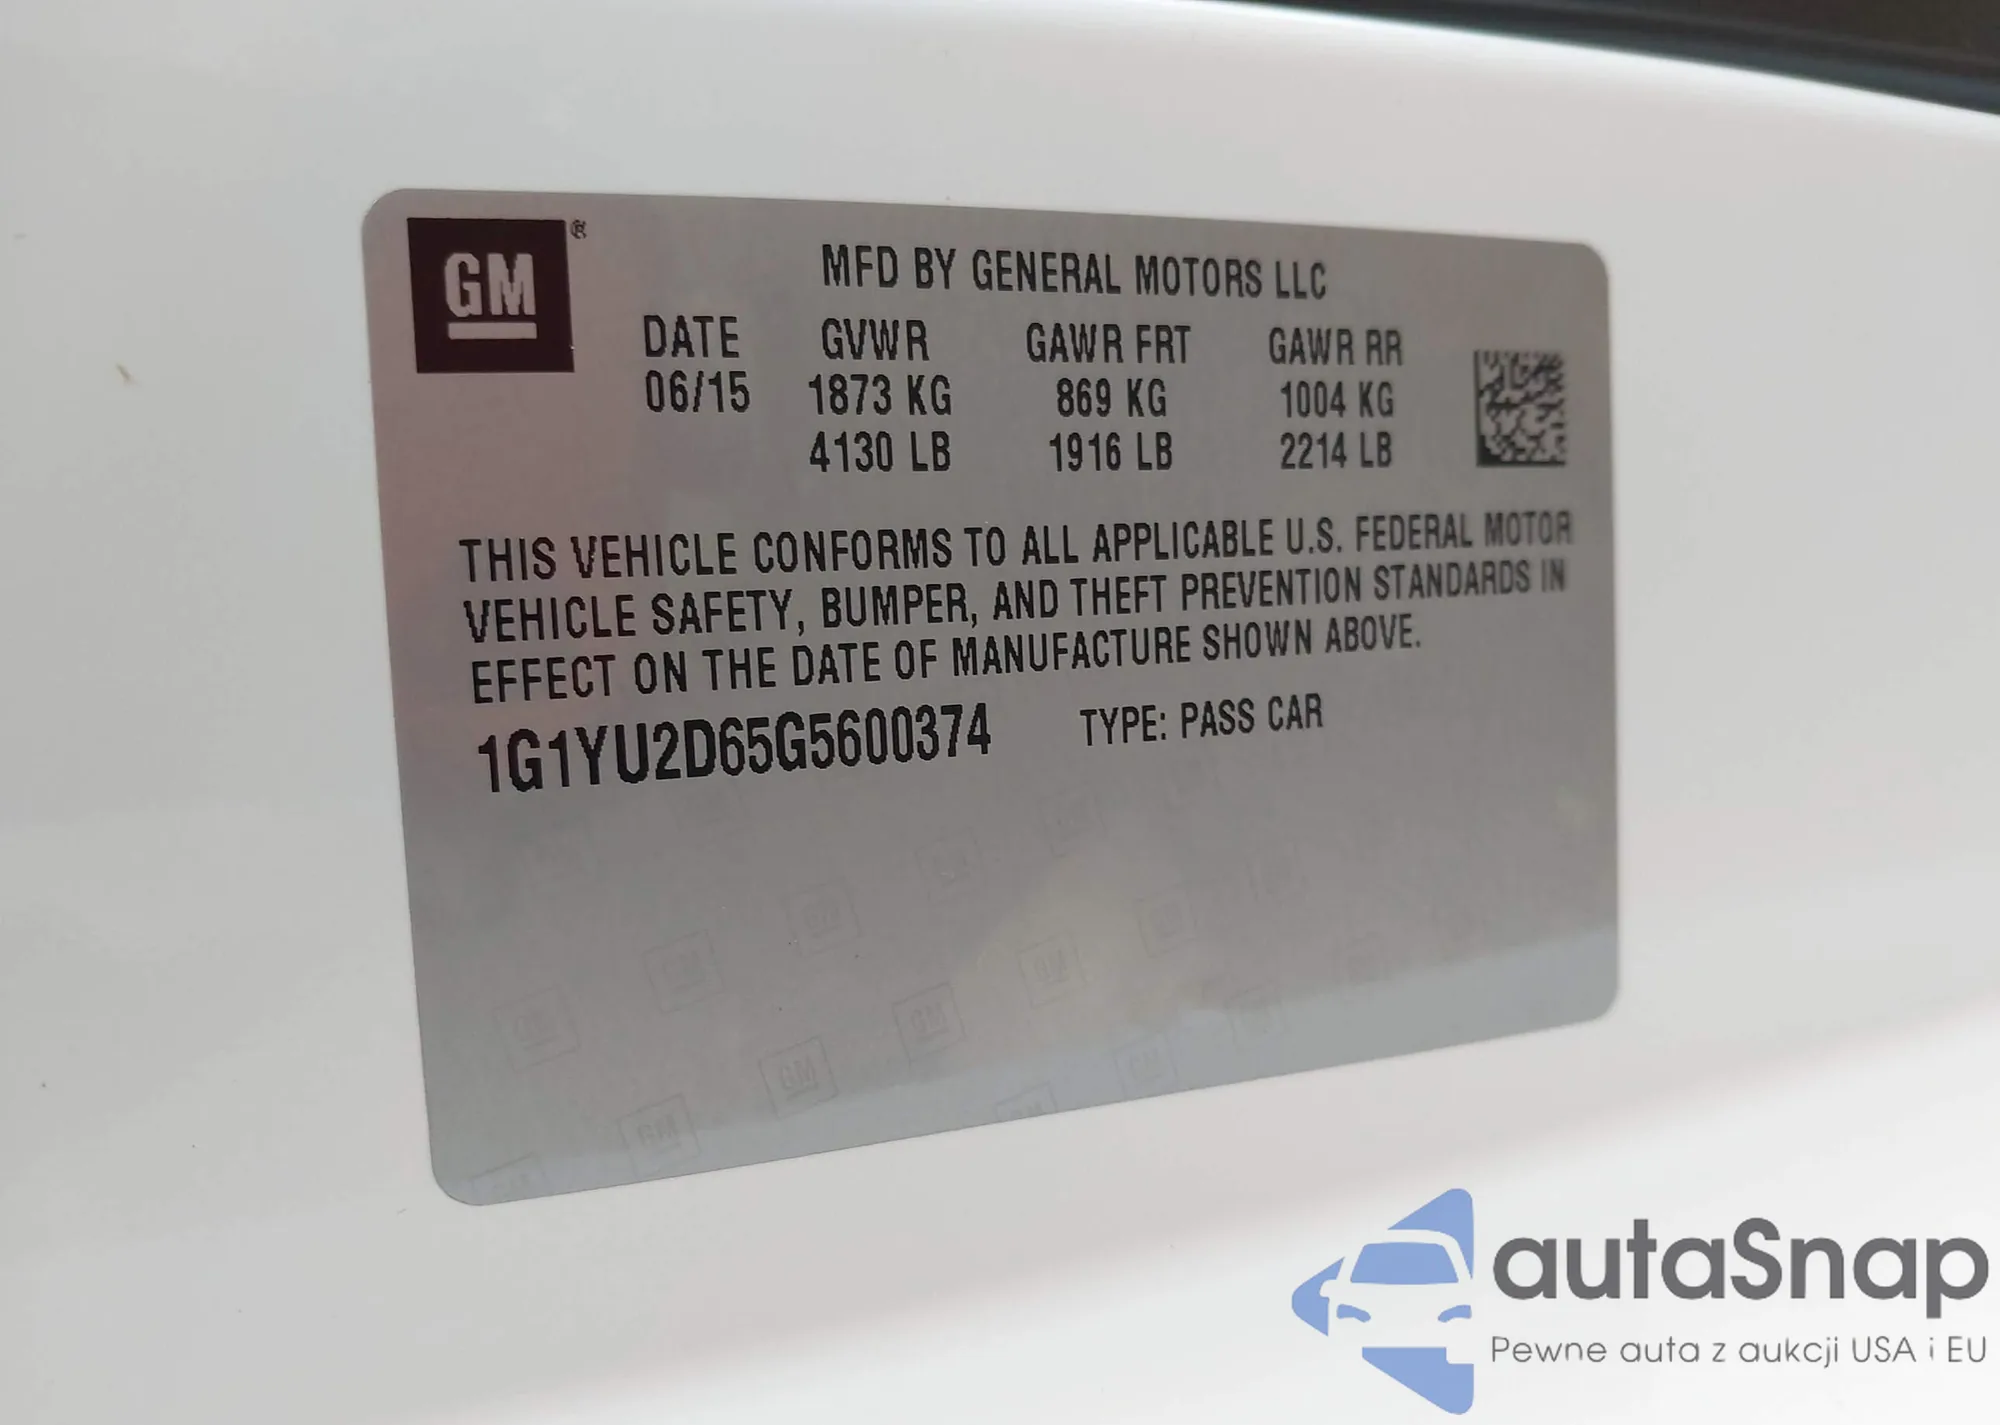 GM ®
MFD BY GENERAL MOTORS LLC
DATE GVWR GAWR FRT GAWR RR
06/15 1873 KG 869 KG 1004 KG
4130 LB 1916 LB 2214 LB
THIS VEHICLE CONFORMS TO ALL APPLICABLE U.S. FEDERAL MOTOR
VEHICLE SAFETY, BUMPER, AND THEFT PREVENTION STANDARDS IN
EFFECT ON THE DATE OF MANUFACTURE SHOWN ABOVE.
1G1YU2D65G5600374 TYPE: PASS CAR
autaSnap
Pewne auta z aukcji USA i EU